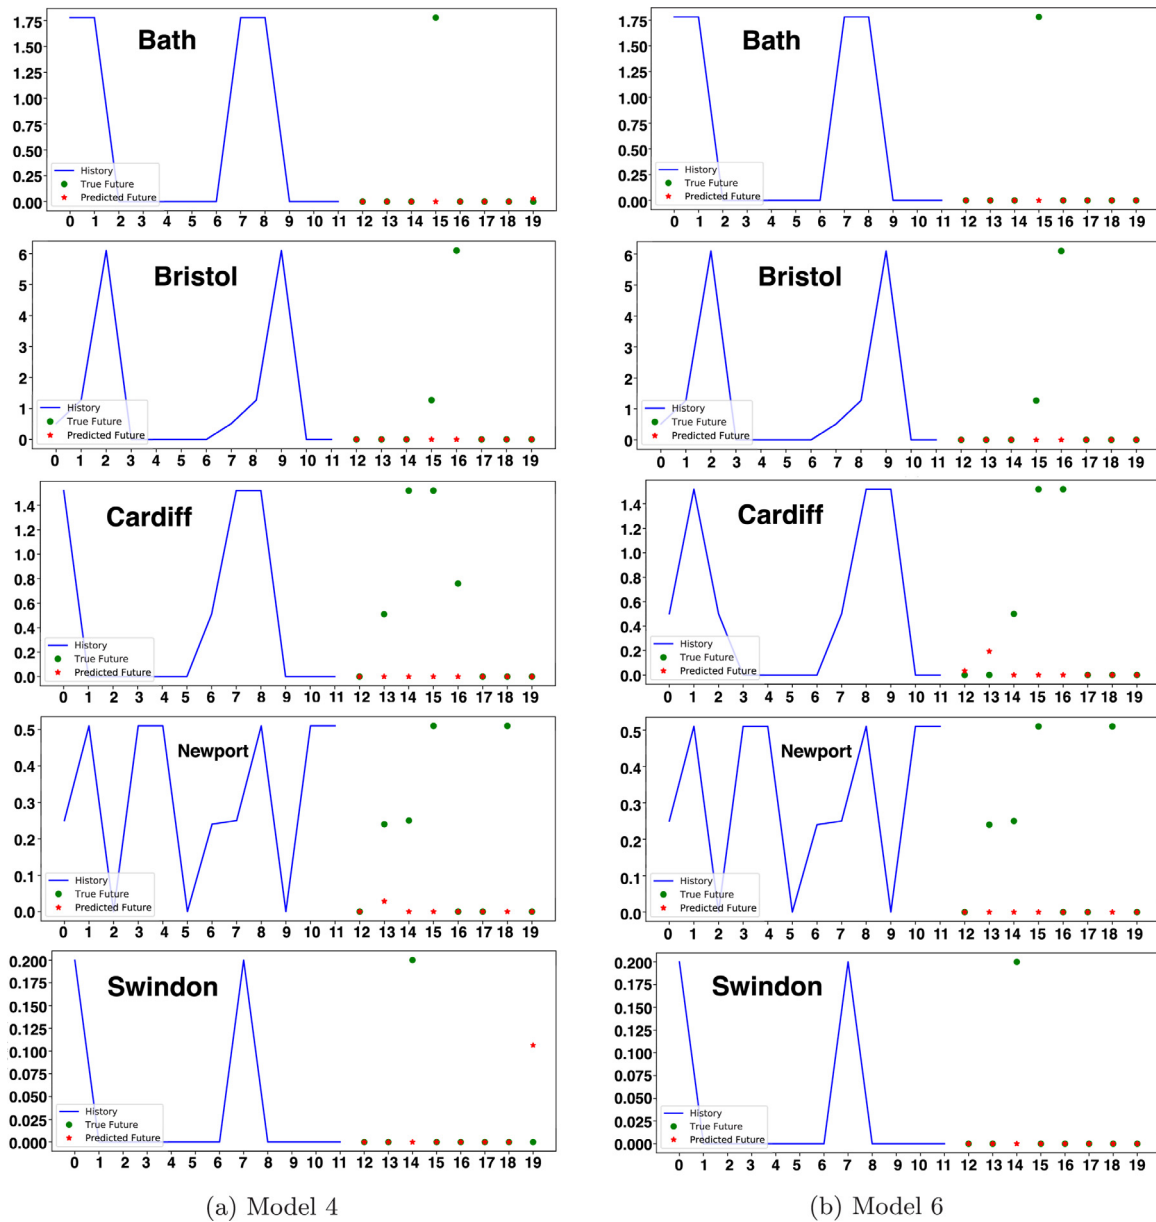 1.75
1.50
1.25
1.00
0.75
0.50
0.25
0.00
Bath
History
True Future
Predicted Future
0 1 2 3 4 5 6 7 8 9 10 11 12 13 14 15 16 17 18 19
6
5
4
3
2
1
0
Bristol
History
True Future
Predicted Future
0 1 2 3 4 5 6 7 8 9 10 11 12 13 14 15 16 17 18 19
1.4
1.2
1.0
0.8
0.6
0.4
0.2
0.0
Cardiff
History
True Future
Predicted Future
0 1 2 3 4 5 6 7 8 9 10 11 12 13 14 15 16 17 18 19
0.5
0.4
0.3
0.2
0.1
0.0
Newport
History
True Future
Predicted Future
0 1 2 3 4 5 6 7 8 9 10 11 12 13 14 15 16 17 18 19
0.200
0.175
0.150
0.125
0.100
0.075
0.050
0.025
0.000
Swindon
History
True Future
Predicted Future
0 1 2 3 4 5 6 7 8 9 10 11 12 13 14 15 16 17 18 19
(a) Model 4
1.75
1.50
1.25
1.00
0.75
0.50
0.25
0.00
Bath
History
True Future
Predicted Future
0 1 2 3 4 5 6 7 8 9 10 11 12 13 14 15 16 17 18 19
6
5
4
3
2
1
0
Bristol
History
True Future
Predicted Future
0 1 2 3 4 5 6 7 8 9 10 11 12 13 14 15 16 17 18 19
1.4
1.2
1.0
0.8
0.6
0.4
0.2
0.0
Cardiff
History
True Future
Predicted Future
0 1 2 3 4 5 6 7 8 9 10 11 12 13 14 15 16 17 18 19
0.5
0.4
0.3
0.2
0.1
0.0
Newport
History
True Future
Predicted Future
0 1 2 3 4 5 6 7 8 9 10 11 12 13 14 15 16 17 18 19
0.200
0.175
0.150
0.125
0.100
0.075
0.050
0.025
0.000
Swindon
History
True Future
Predicted Future
0 1 2 3 4 5 6 7 8 9 10 11 12 13 14 15 16 17 18 19
(b) Model 6